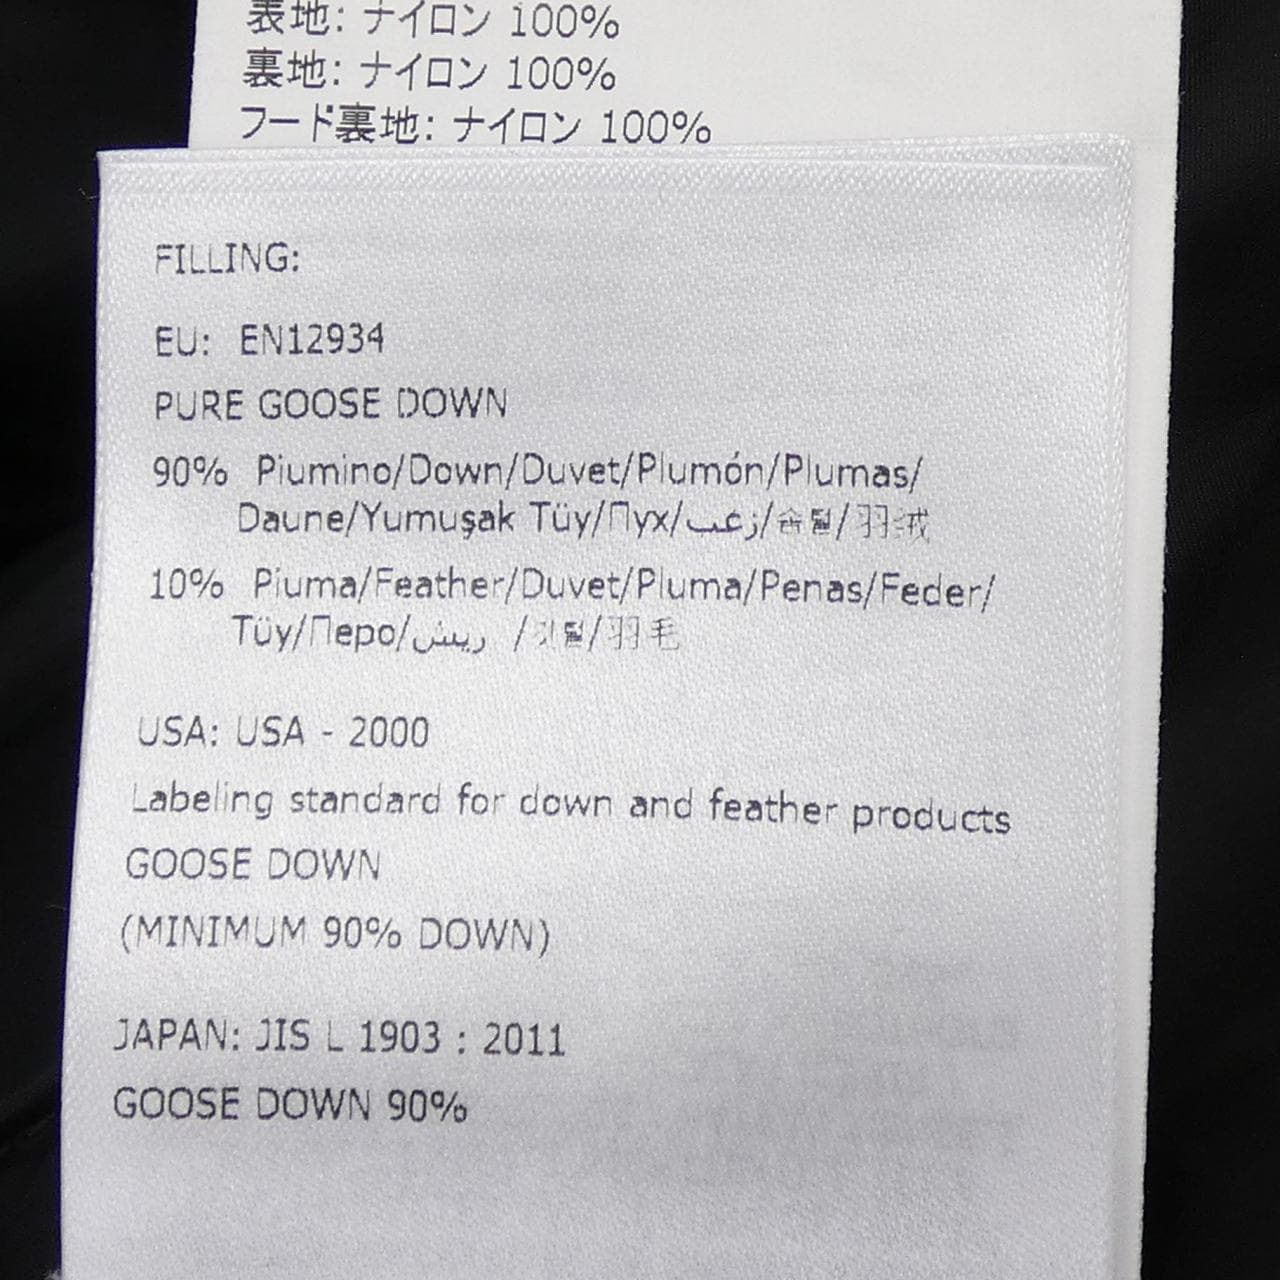 表地: ナイロン 100%
裏地: ナイロン 100%
フード裏地: ナイロン 100%
FILLING:
EU: EN12934
PURE GOOSE DOWN
90% Piumino/Down/Duvet/Plumón/Plumas/
Daune/Yumuşak Tüy/Пух/زغب/솜털/羽绒
10% Piuma/Feather/Duvet/Pluma/Penas/Feder/
Tüy/Перо/ريش /깃털/羽毛
USA: USA - 2000
Labeling standard for down and feather products
GOOSE DOWN
(MINIMUM 90% DOWN)
JAPAN: JIS L 1903 : 2011
GOOSE DOWN 90%